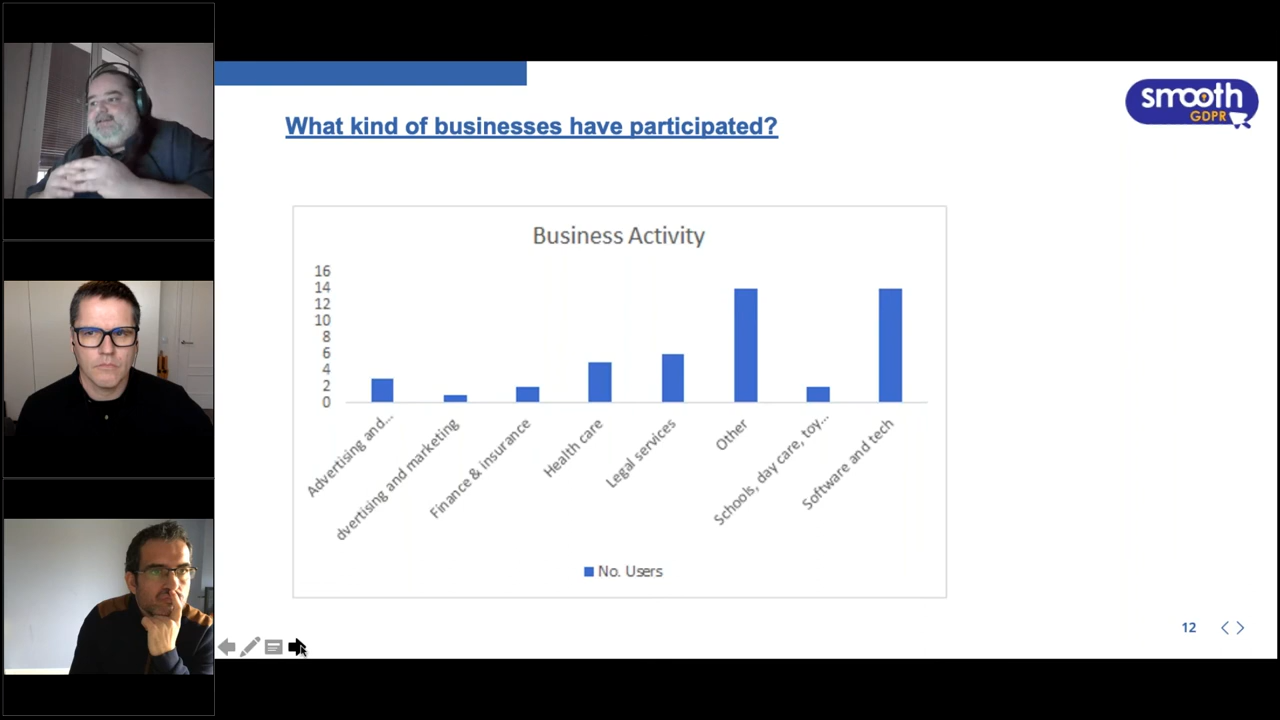 What kind of businesses have participated?
smooth
GDPR
Business Activity
16
14
12
10
8
6
4
2
0
Advertising and...
dvertising and marketing
Finance & insurance
Health care
Legal services
Other
Schools, day care, toy...
Software and tech
No. Users
12